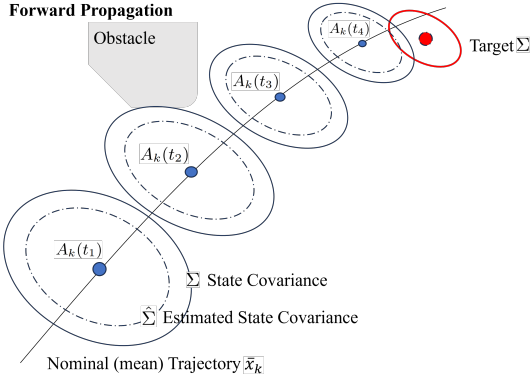 Forward Propagation
Obstacle
A_k(t_4)
Target Σ
A_k(t_3)
A_k(t_2)
A_k(t_1)
Σ State Covariance
Σ̂ Estimated State Covariance
Nominal (mean) Trajectory x̄_k